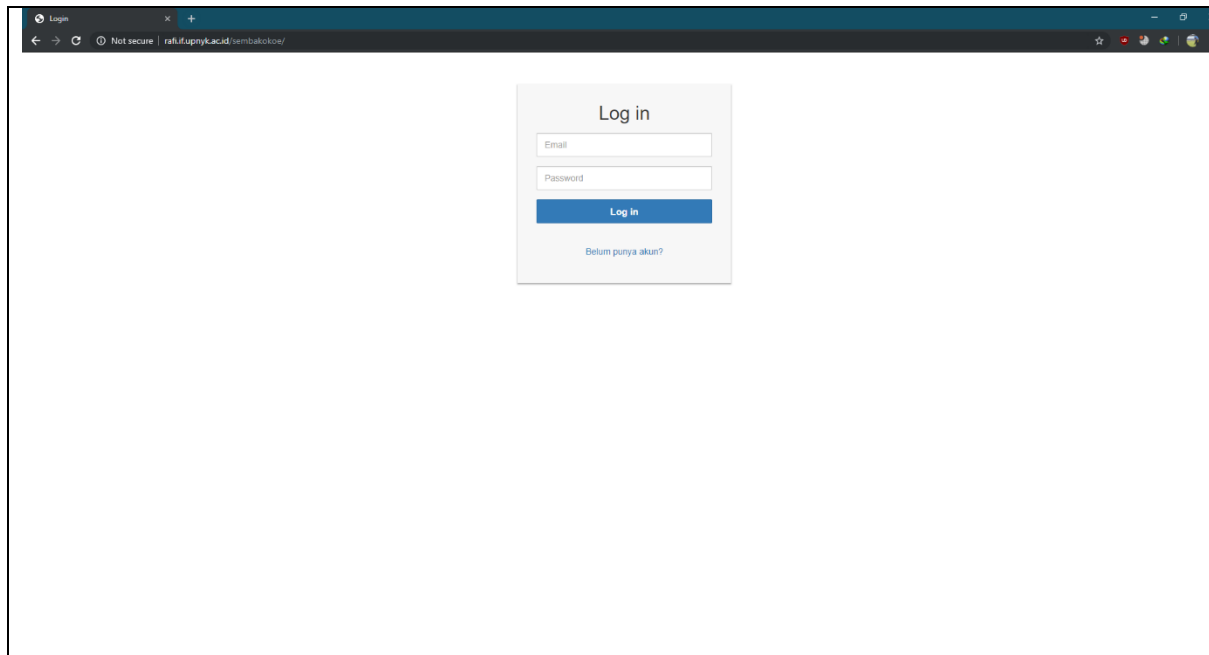 Login
Not secure | rafi.if.upnyk.ac.id/sembakokoe/
Log in
Email
Password
Log in
Belum punya akun?